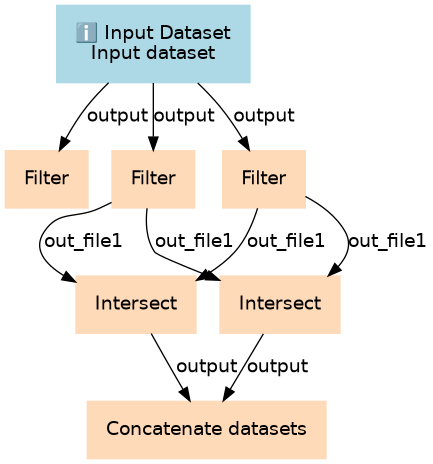 ℹ️ Input Dataset
Input dataset
output
output
output
Filter
Filter
Filter
out_file1
out_file1
out_file1
out_file1
Intersect
Intersect
output
output
Concatenate datasets